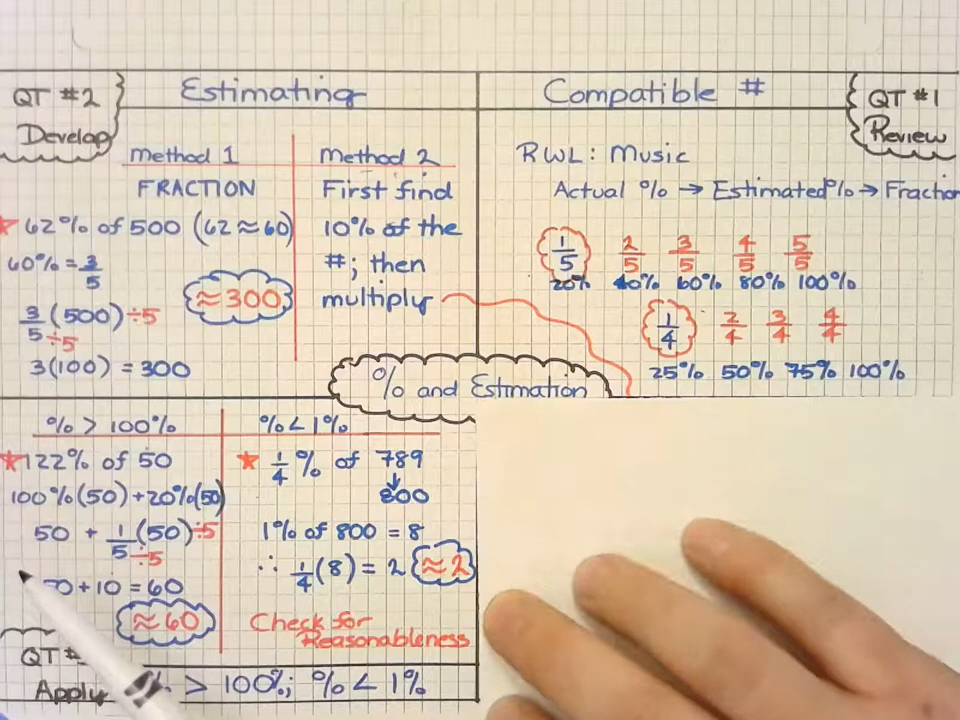 QT #2
Develop
Estimating
Method 1
FRACTION
★ 62% of 500 (62 ≈ 60)
60% = 3/5
3/5 (500) ÷5
÷5
≈ 300
3(100) = 300
Method 2
First find
10% of the
#; then
multiply
Compatible #
QT #1
Review
RWL: Music
Actual % → Estimated % → Fraction
1/5 2/5 3/5 4/5 5/5
20% 40% 60% 80% 100%
1/4 2/4 3/4 4/4
25% 50% 75% 100%
% and Estimation
% > 100%
★ 122% of 50
100%(50) + 20%(50)
50 + 1/5 (50) ÷5
÷5
0 + 10 = 60
≈ 60
% < 1%
★ 1/4 % of 789
↓
800
1% of 800 = 8
∴ 1/4 (8) = 2 ≈ 2
Check for
Reasonableness
QT #
Apply
> 100%; % < 1%